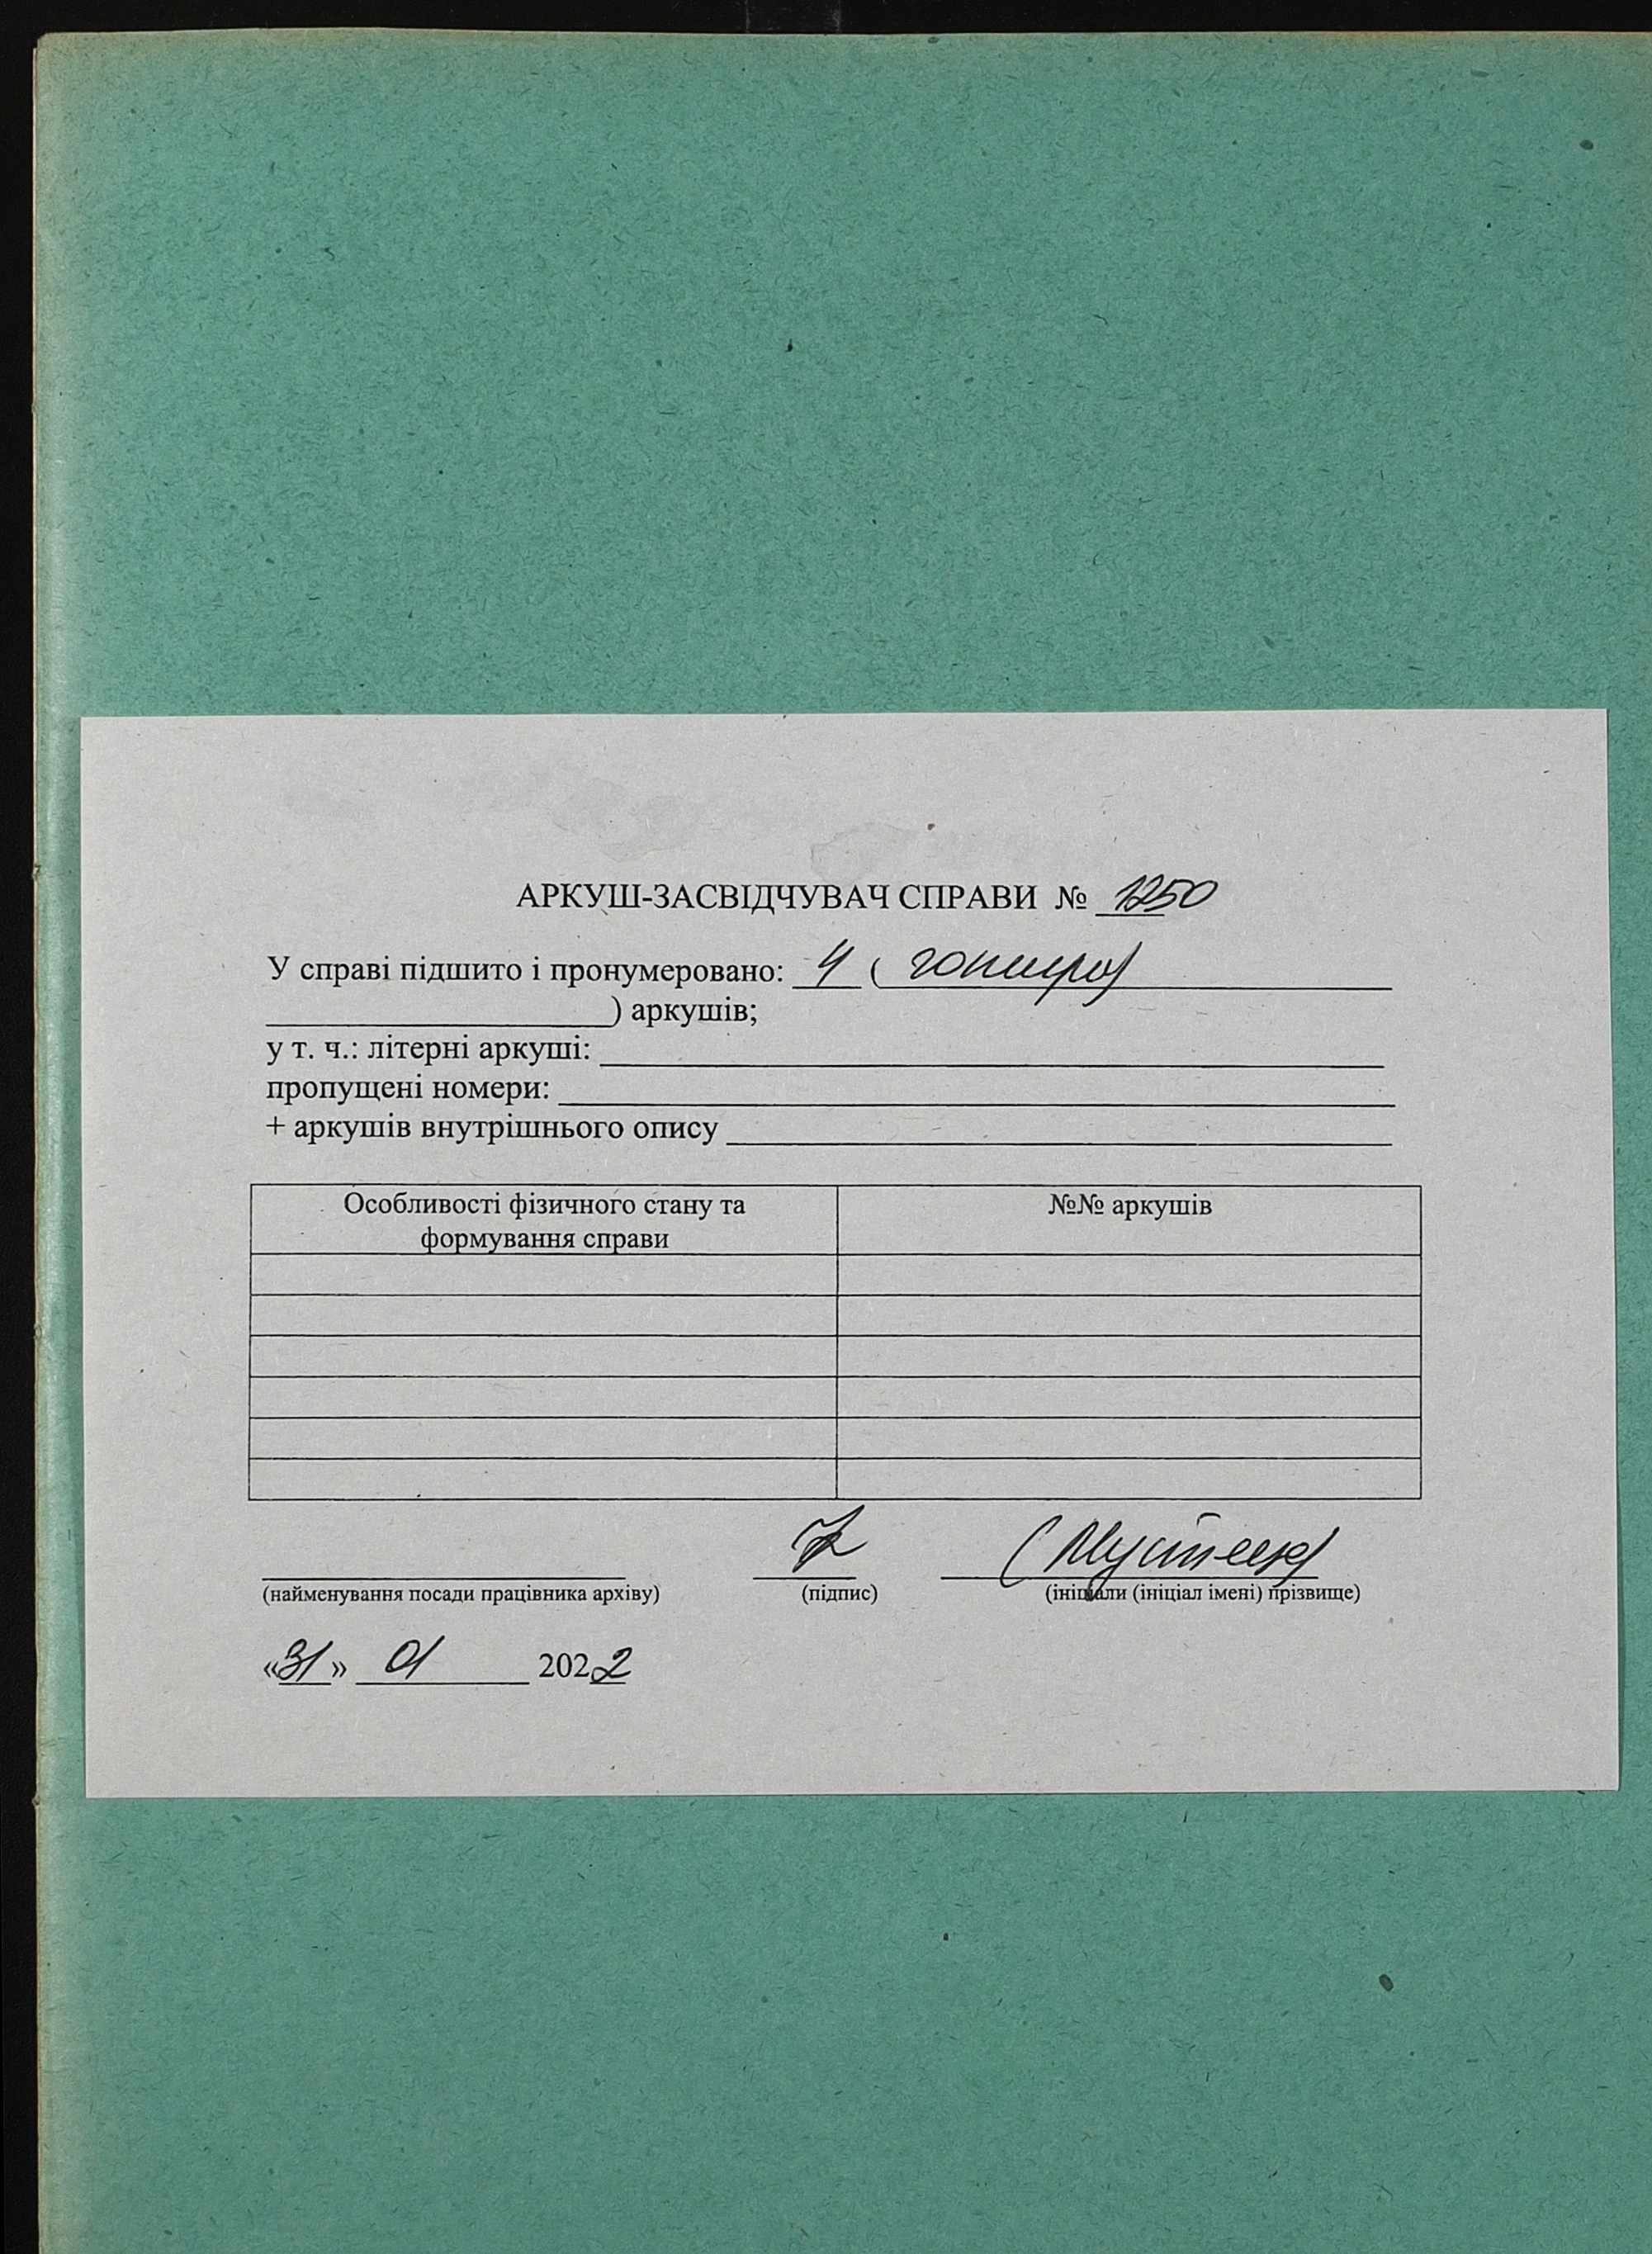 АРКУШ-ЗАСВІДЧУВАЧ СПРАВИ № 1250
У справі підшито і пронумеровано: 4 ( чотири)
) аркушів;
у т. ч.: літерні аркуші:
пропущені номери:
+ аркушів внутрішнього опису
Особливості фізичного стану та
формування справи
№№ аркушів
(найменування посади працівника архіву)
(підпис)
(ініціали (ініціал імені) прізвище)
«31» 01 2022